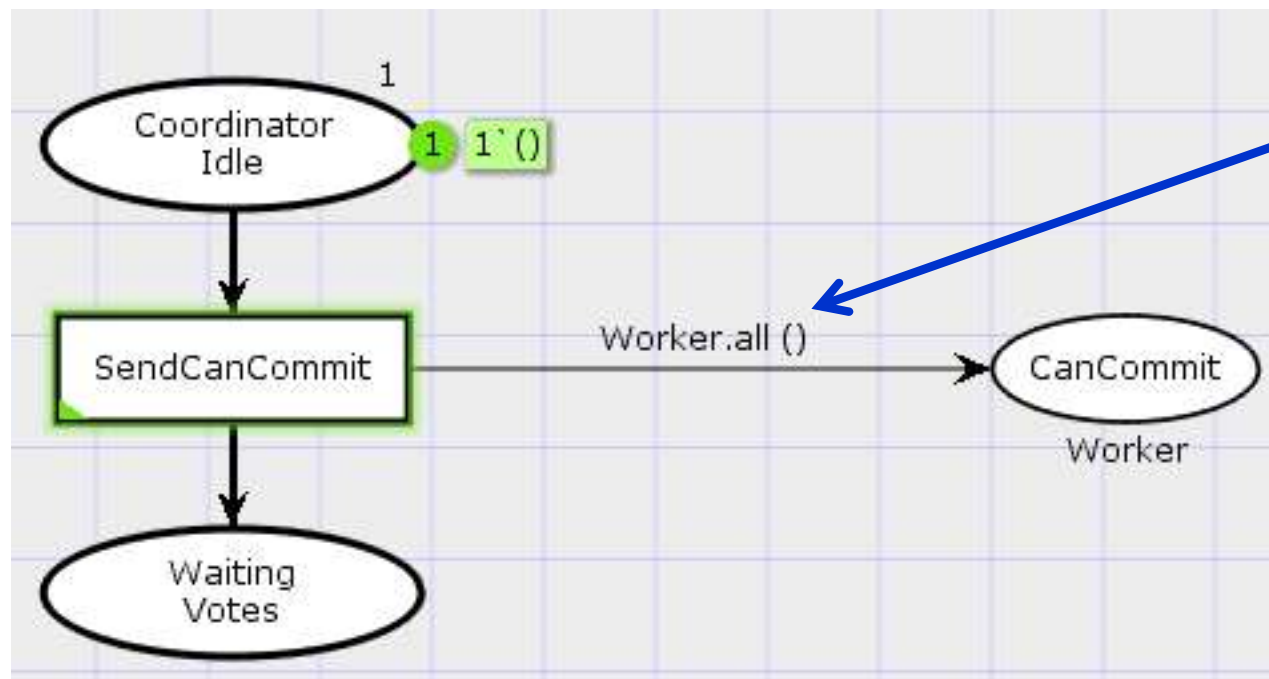 1
Coordinator
Idle
1 1`()
Worker.all ()
SendCanCommit
CanCommit
Worker
Waiting
Votes